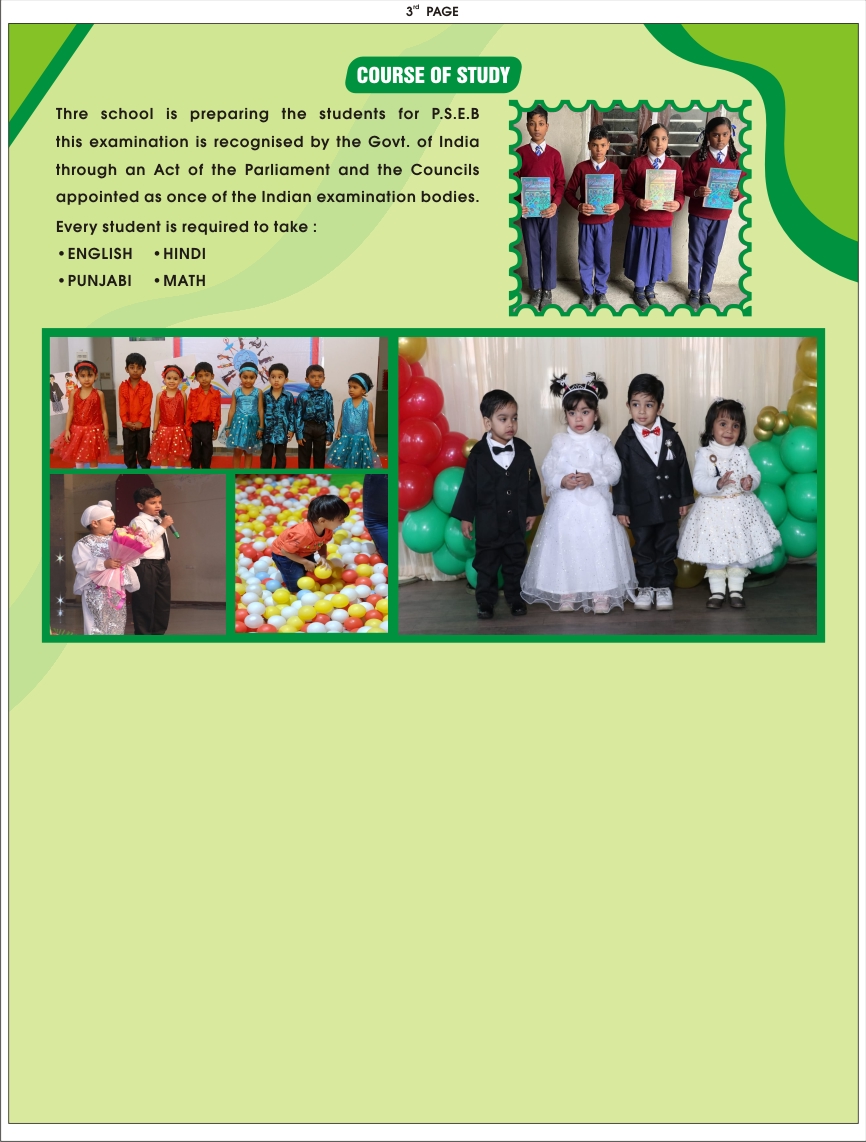 3rd PAGE
COURSE OF STUDY
Thre school is preparing the students for P.S.E.B
this examination is recognised by the Govt. of India
through an Act of the Parliament and the Councils
appointed as once of the Indian examination bodies.
Every student is required to take :
• ENGLISH • HINDI
• PUNJABI • MATH